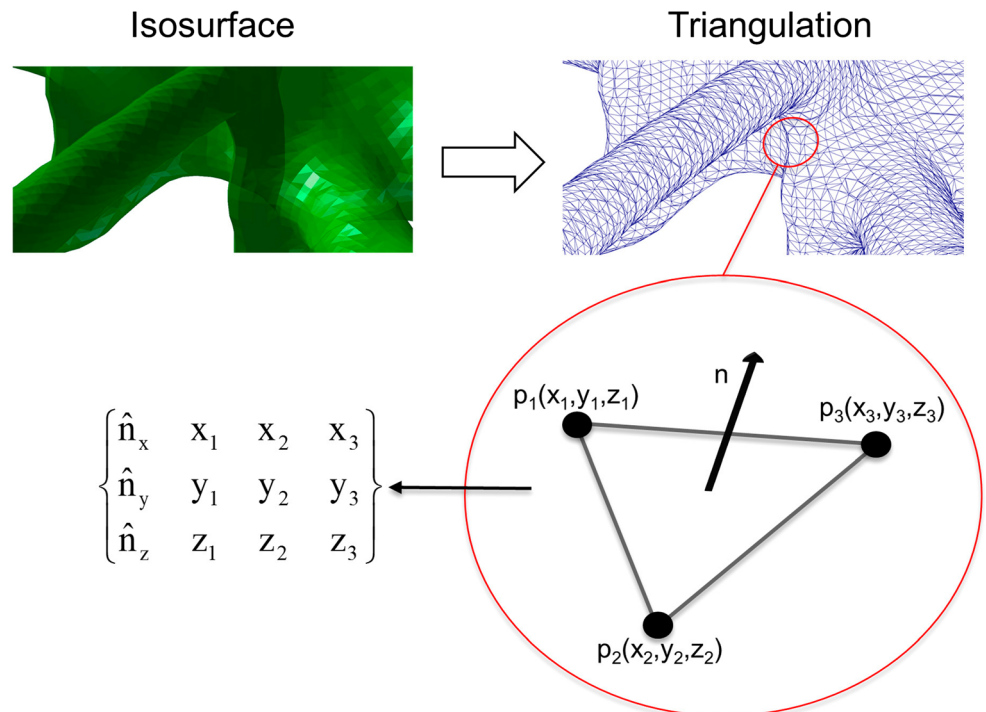 Isosurface
Triangulation
n
p₁(x₁,y₁,z₁)
p₃(x₃,y₃,z₃)
p₂(x₂,y₂,z₂)
n̂ₓ x₁ x₂ x₃
n̂ᵧ y₁ y₂ y₃
n̂z z₁ z₂ z₃